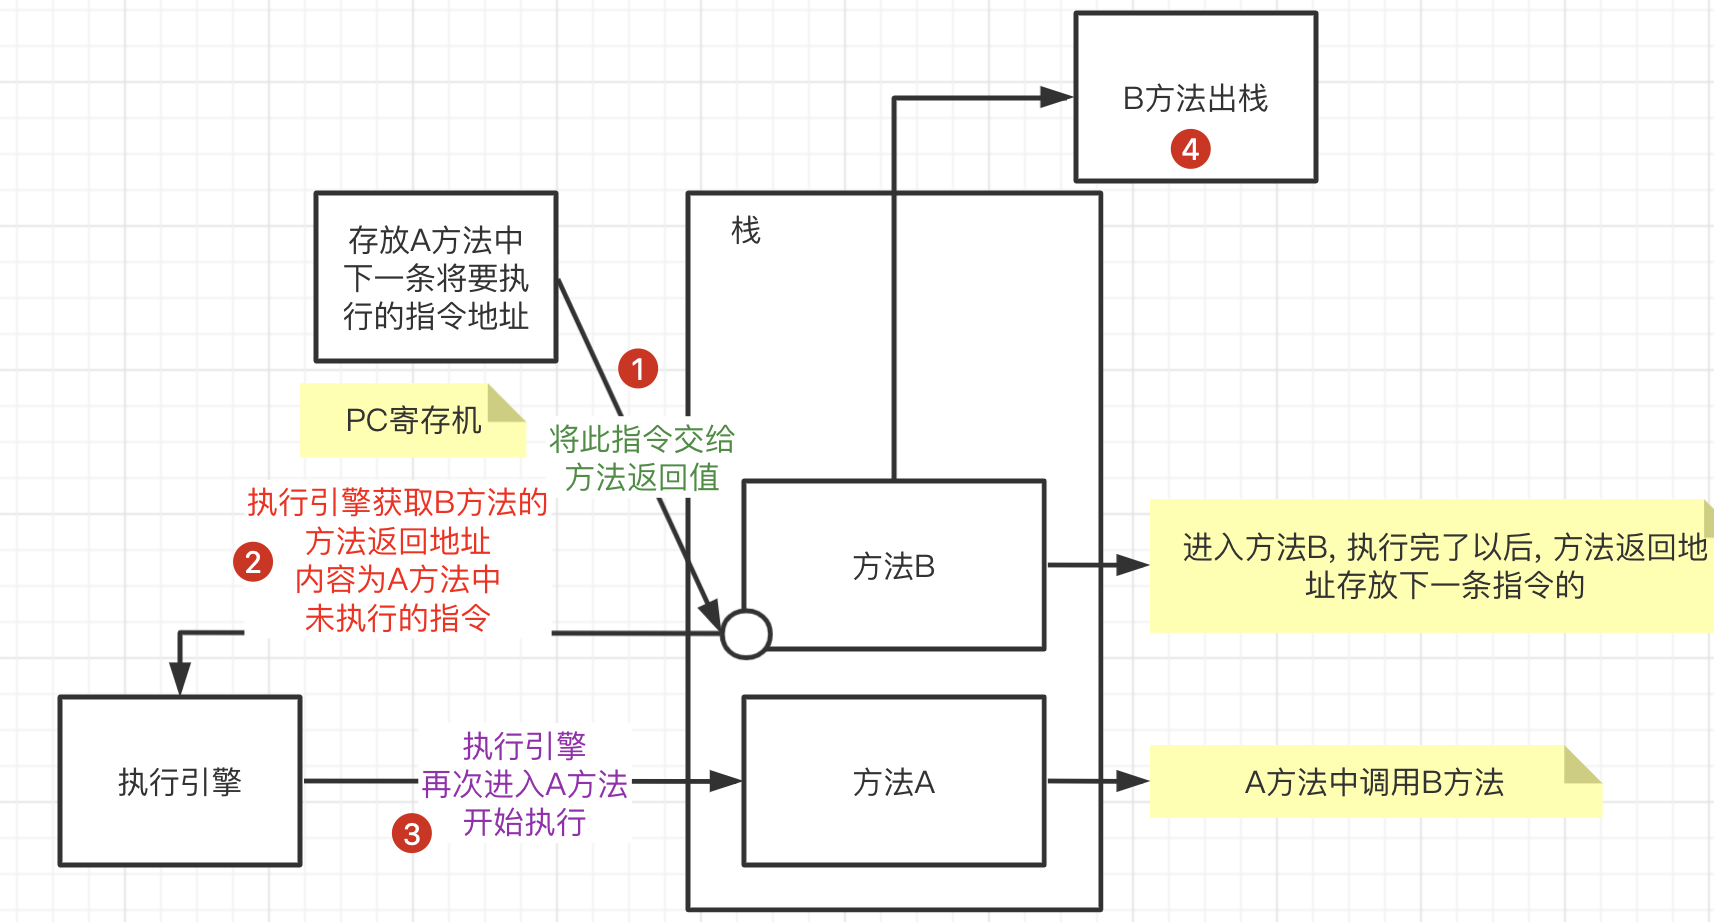 B方法出栈
4
栈
存放A方法中
下一条将要执
行的指令地址
1
PC寄存机
将此指令交给
方法返回值
执行引擎获取B方法的
方法返回地址
内容为A方法中
未执行的指令
2
方法B
进入方法B, 执行完了以后, 方法返回地
址存放下一条指令的
执行引擎
执行引擎
再次进入A方法
开始执行
3
方法A
A方法中调用B方法